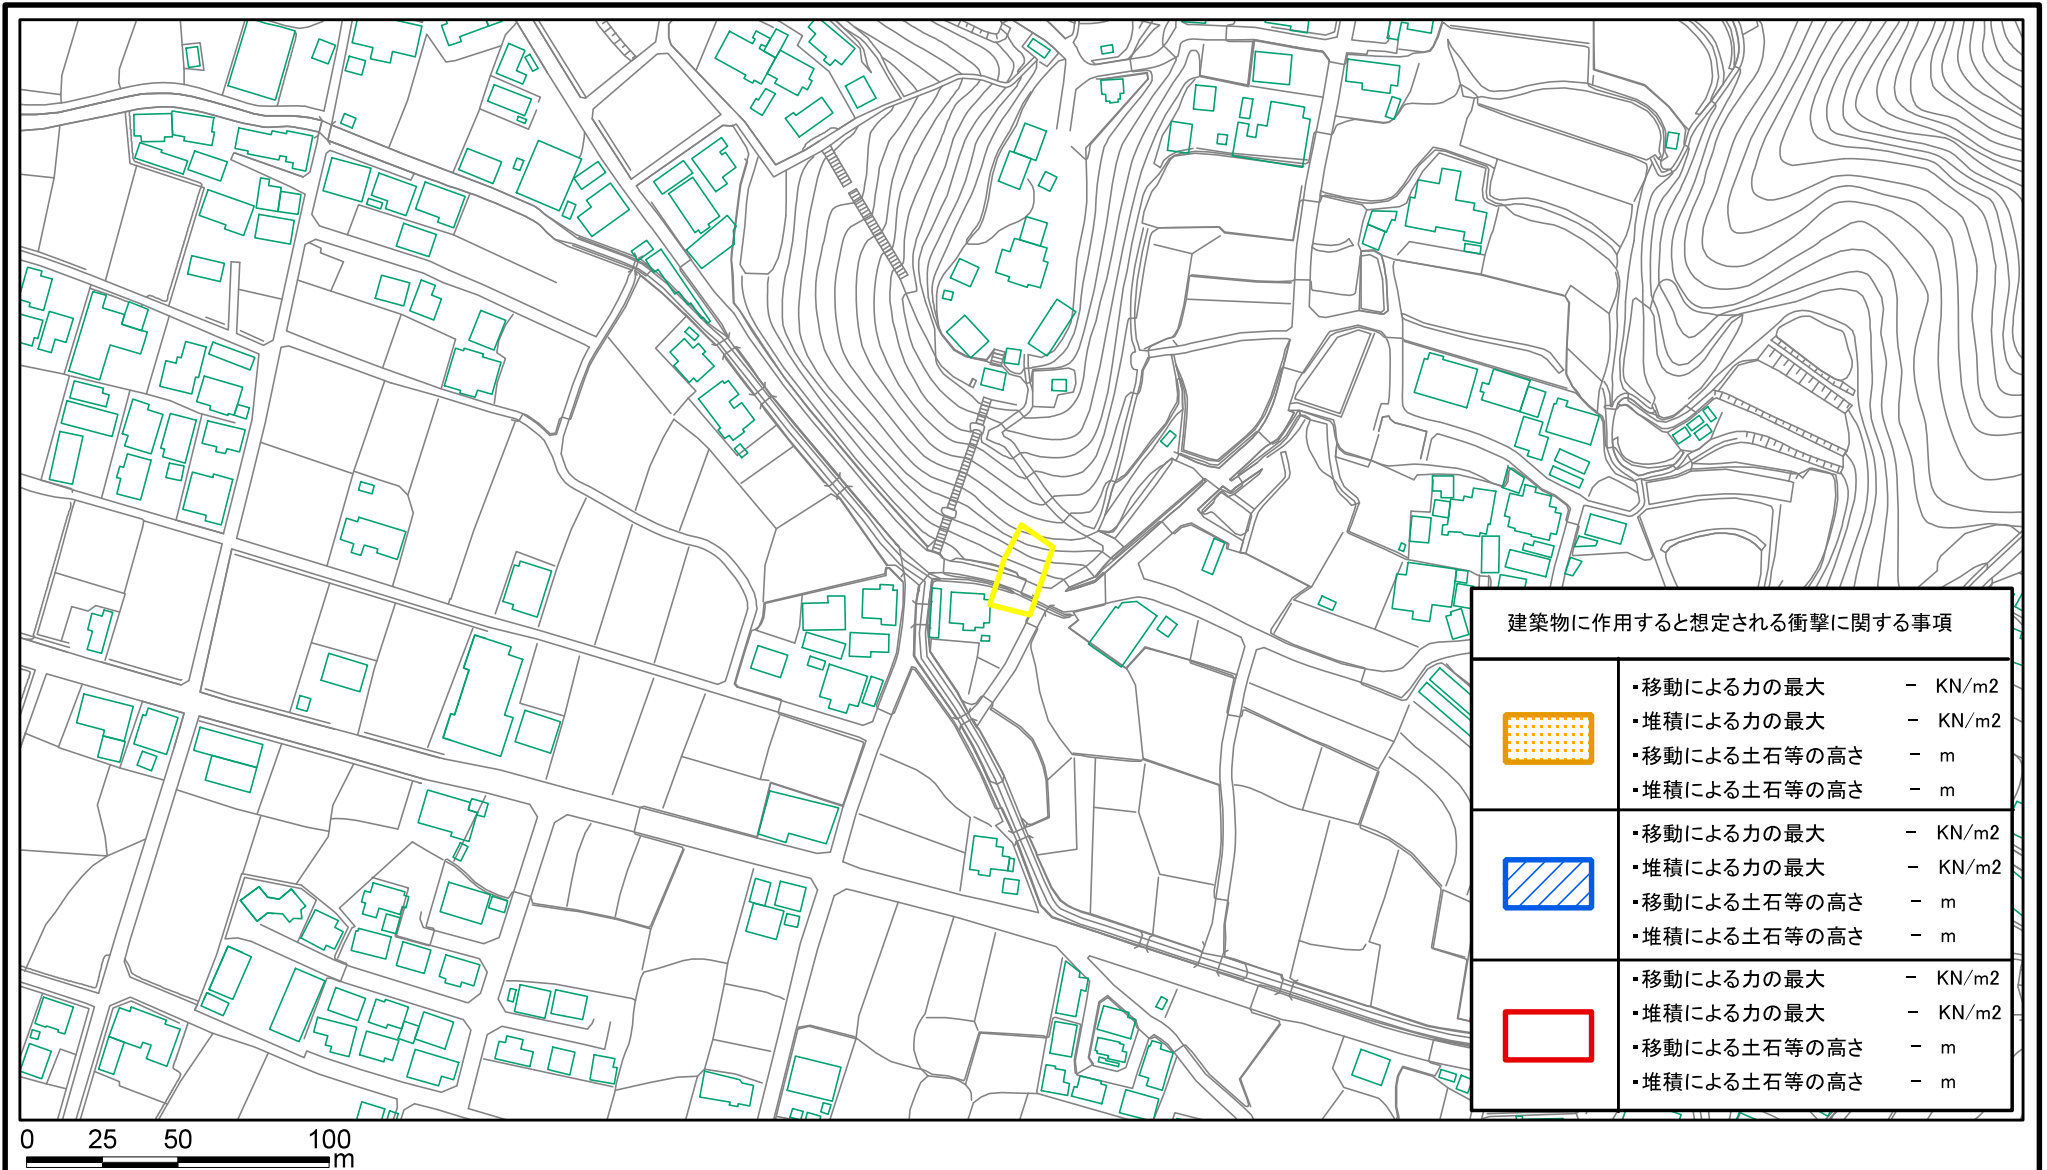 建築物に作用すると想定される衝撃に関する事項
・移動による力の最大 － KN/m2
・堆積による力の最大 － KN/m2
・移動による土石等の高さ － m
・堆積による土石等の高さ － m
・移動による力の最大 － KN/m2
・堆積による力の最大 － KN/m2
・移動による土石等の高さ － m
・堆積による土石等の高さ － m
・移動による力の最大 － KN/m2
・堆積による力の最大 － KN/m2
・移動による土石等の高さ － m
・堆積による土石等の高さ － m
0 25 50 100
m